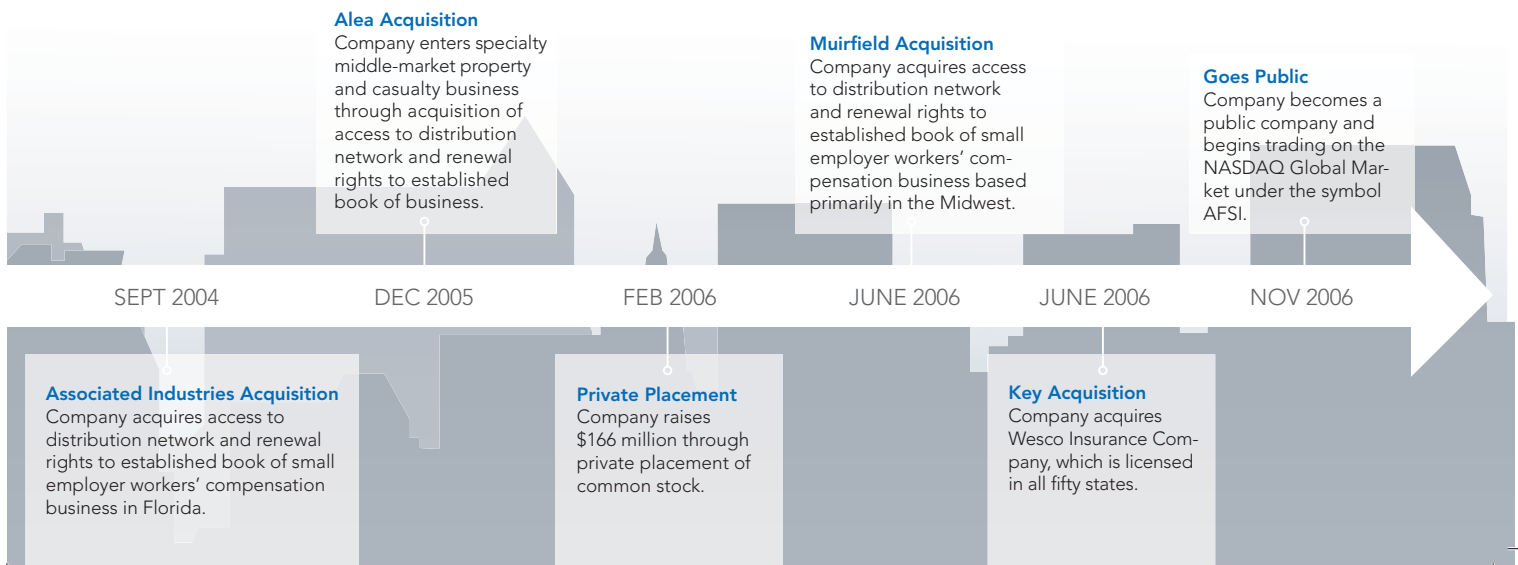 Alea Acquisition
Company enters specialty
middle-market property
and casualty business
through acquisition of
access to distribution
network and renewal
rights to established
book of business.
Muirfield Acquisition
Company acquires access
to distribution network
and renewal rights to
established book of small
employer workers’ com-
pensation business based
primarily in the Midwest.
Goes Public
Company becomes a
public company and
begins trading on the
NASDAQ Global Mar-
ket under the symbol
AFSI.
SEPT 2004
DEC 2005
FEB 2006
JUNE 2006
JUNE 2006
NOV 2006
Associated Industries Acquisition
Company acquires access to
distribution network and renewal
rights to established book of small
employer workers’ compensation
business in Florida.
Private Placement
Company raises
$166 million through
private placement of
common stock.
Key Acquisition
Company acquires
Wesco Insurance Com-
pany, which is licensed
in all fifty states.